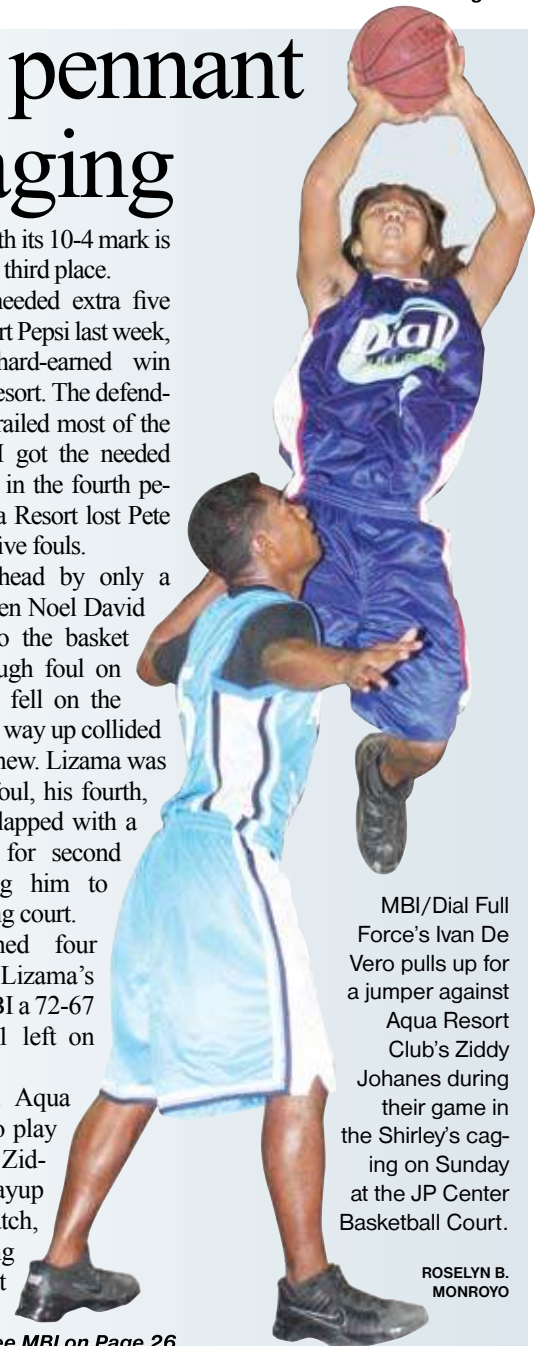 pennant
aging
th its 10-4 mark is
third place.
needed extra five
rt Pepsi last week,
hard-earned win
esort. The defend-
railed most of the
I got the needed
in the fourth pe-
a Resort lost Pete
ive fouls.
head by only a
en Noel David
o the basket
ugh foul on
fell on the
way up collided
new. Lizama was
oul, his fourth,
lapped with a
for second
g him to
ng court.
ned four
Lizama's
BI a 72-67
1 left on
Aqua
o play
Zid-
ayup
tch,
ng
t
ee MBI on Page 26
Dial
MBI/Dial Full
Force's Ivan De
Vero pulls up for
a jumper against
Aqua Resort
Club's Ziddy
Johanes during
their game in
the Shirley's cag-
ing on Sunday
at the JP Center
Basketball Court.
ROSELYN B.
MONROYO